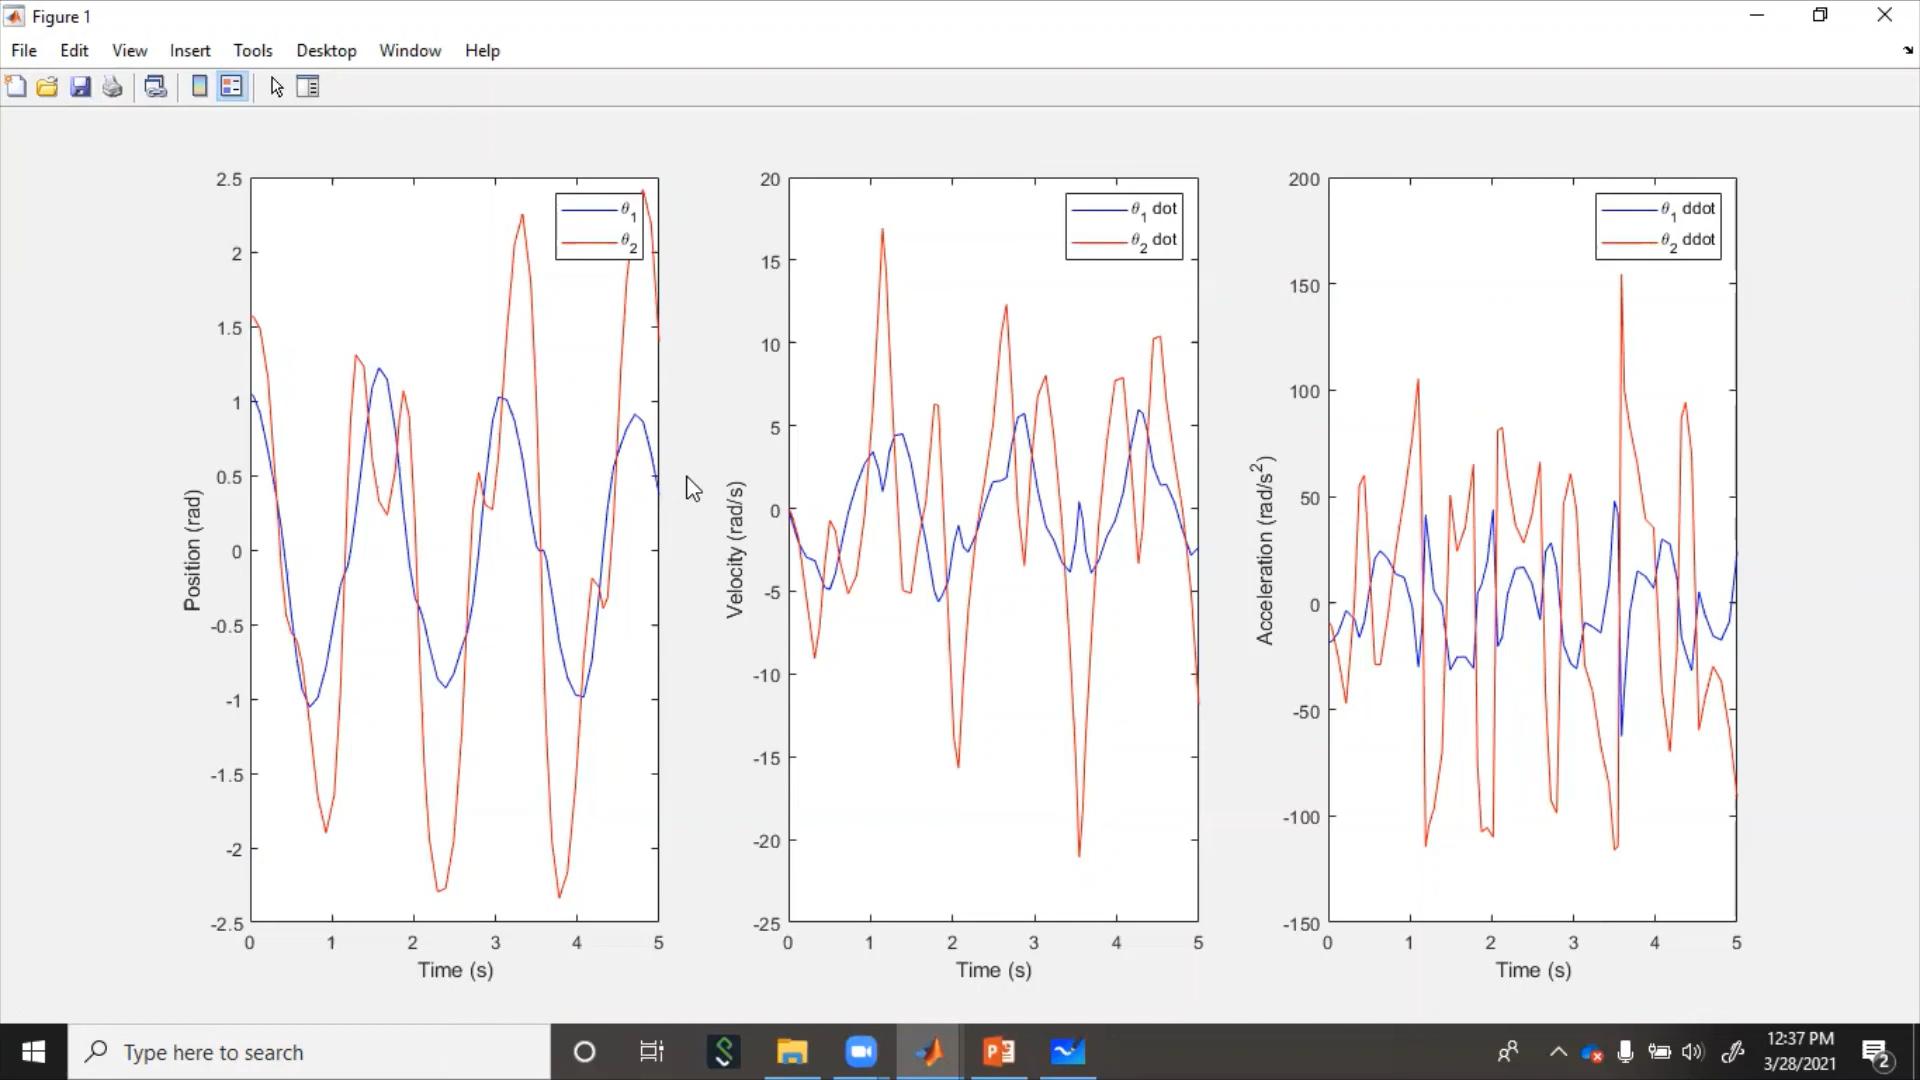 Figure 1
File Edit View Insert Tools Desktop Window Help
2.5
2
1.5
1
0.5
0
-0.5
-1
-1.5
-2
-2.5
0 1 2 3 4 5
Position (rad)
Time (s)
θ1
θ2
20
15
10
5
0
-5
-10
-15
-20
-25
0 1 2 3 4 5
Velocity (rad/s)
Time (s)
θ1 dot
θ2 dot
200
150
100
50
0
-50
-100
-150
0 1 2 3 4 5
Acceleration (rad/s2)
Time (s)
θ1 ddot
θ2 ddot
Type here to search
12:37 PM
3/28/2021
2